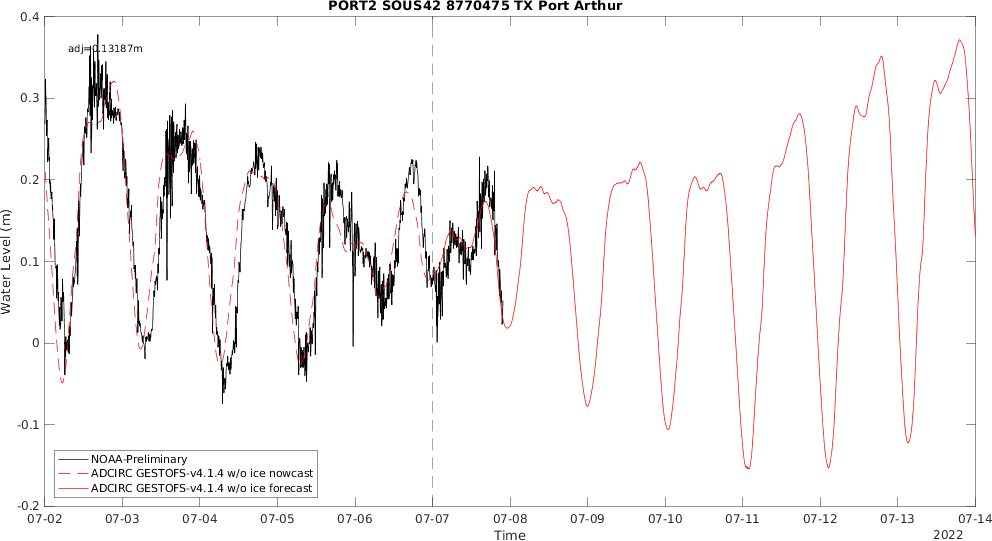 PORT2 SOUS42 8770475 TX Port Arthur
adj=0.13187m
Water Level (m)
0.4
0.3
0.2
0.1
0
-0.1
-0.2
NOAA-Preliminary
ADCIRC GESTOFS-v4.1.4 w/o ice nowcast
ADCIRC GESTOFS-v4.1.4 w/o ice forecast
07-02 07-03 07-04 07-05 07-06 07-07 07-08 07-09 07-10 07-11 07-12 07-13 07-14
Time
2022